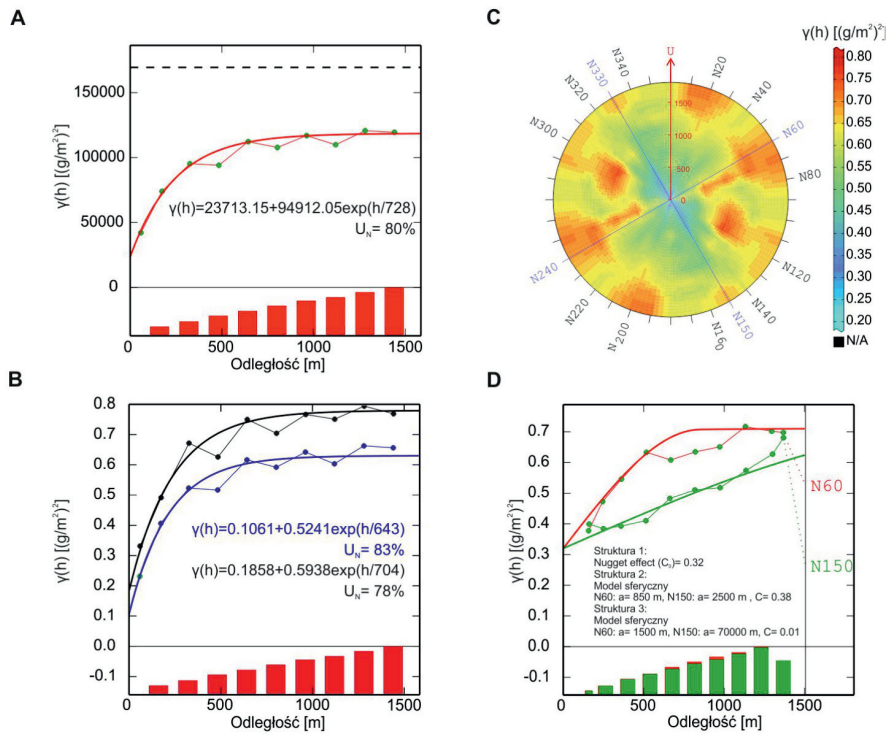 A
γ(h) [(g/m²)²]
150000
100000
50000
0
γ(h)=23713.15+94912.05exp(h/728)
U_N= 80%
0 500 1000 1500
Odległość [m]
B
γ(h) [(g/m²)²]
0.8
0.7
0.6
0.5
0.4
0.3
0.2
0.1
0.0
-0.1
γ(h)=0.1061+0.5241exp(h/643)
U_N= 83%
γ(h)=0.1858+0.5938exp(h/704)
U_N= 78%
0 500 1000 1500
Odległość [m]
C
U
N20
N40
N60
N80
N120
N140
N150
N160
N200
N220
N240
N300
N320
N330
N340
1500
1000
500
0
γ(h) [(g/m²)²]
0.80
0.75
0.70
0.65
0.60
0.55
0.50
0.45
0.40
0.35
0.30
0.25
0.20
N/A
D
γ(h) [(g/m²)²]
0.7
0.6
0.5
0.4
0.3
0.2
0.1
0.0
-0.1
N60
N150
Struktura 1:
Nugget effect (C₀)= 0.32
Struktura 2:
Model sferyczny
N60: a= 850 m, N150: a= 2500 m , C= 0.38
Struktura 3:
Model sferyczny
N60: a= 1500 m, N150: a= 70000 m, C= 0.01
0 500 1000 1500
Odległość [m]